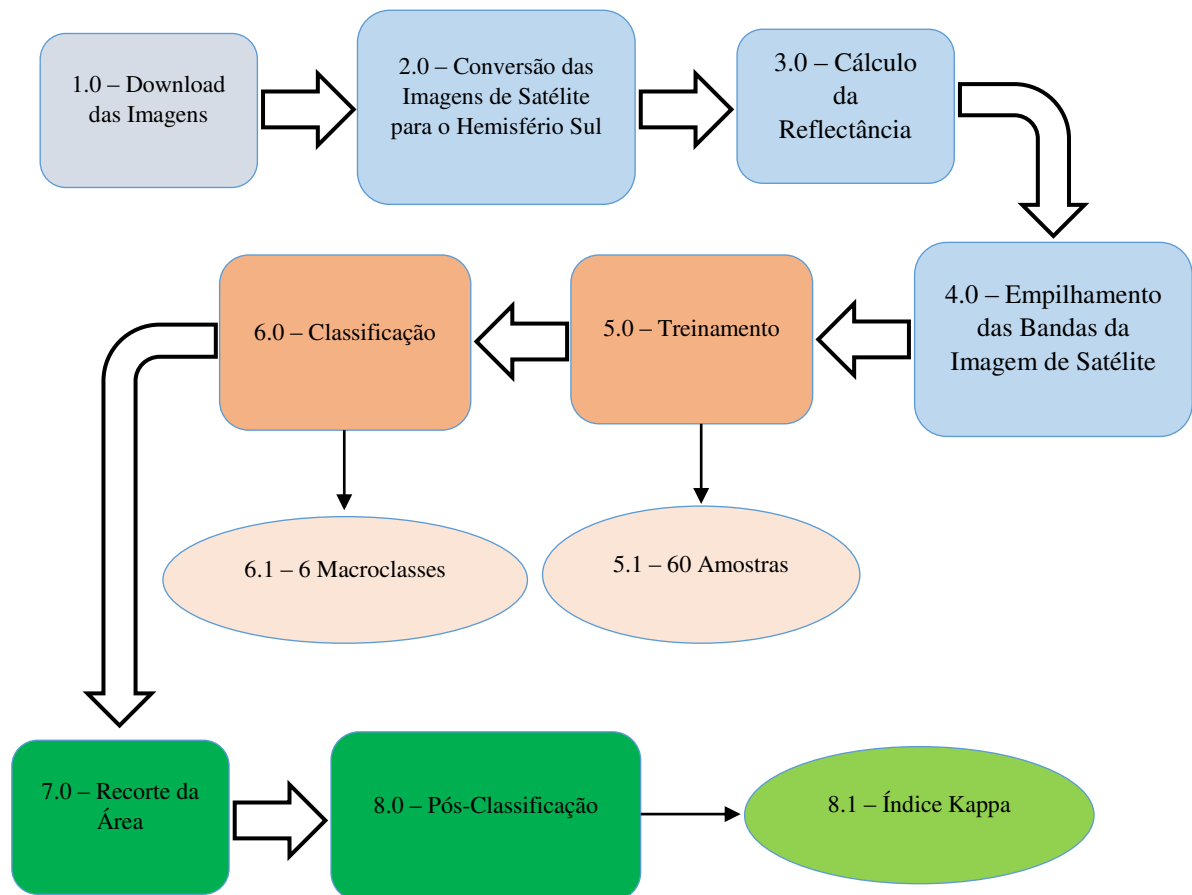 1.0 – Download
das Imagens
2.0 – Conversão das
Imagens de Satélite
para o Hemisfério Sul
3.0 – Cálculo
da
Reflectância
4.0 – Empilhamento
das Bandas da
Imagem de Satélite
5.0 – Treinamento
6.0 – Classificação
6.1 – 6 Macroclasses
5.1 – 60 Amostras
7.0 – Recorte da
Área
8.0 – Pós-Classificação
8.1 – Índice Kappa